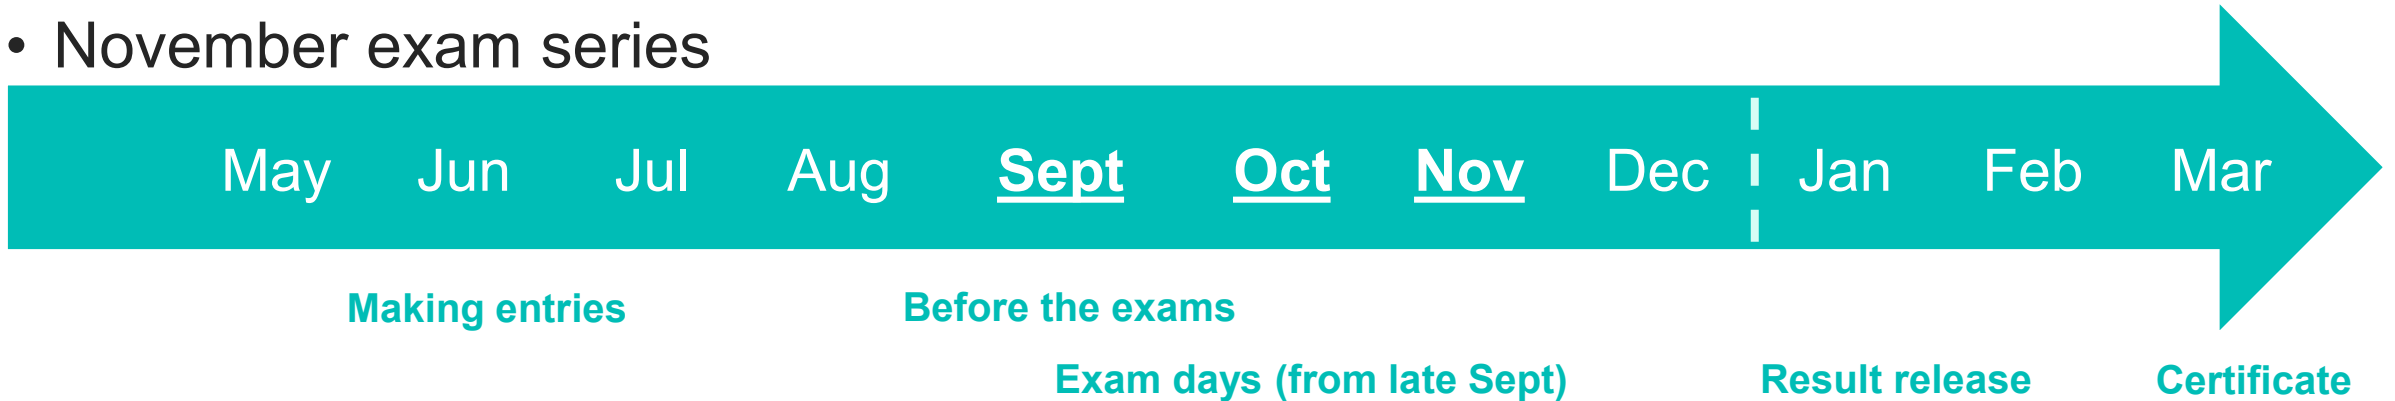 • November exam series
May Jun Jul Aug Sept Oct Nov Dec Jan Feb Mar
Making entries Before the exams
Exam days (from late Sept) Result release Certificate